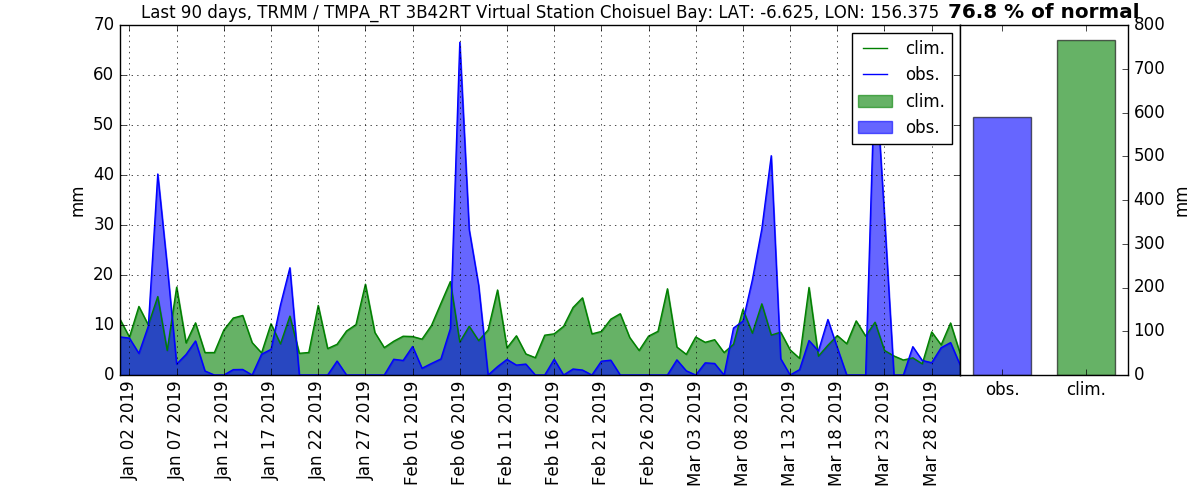 Last 90 days, TRMM / TMPA_RT 3B42RT Virtual Station Choisuel Bay: LAT: -6.625, LON: 156.375 76.8 % of normal
70
60
50
40
30
20
10
0
mm
clim.
obs.
clim.
obs.
Jan 02 2019
Jan 07 2019
Jan 12 2019
Jan 17 2019
Jan 22 2019
Jan 27 2019
Feb 01 2019
Feb 06 2019
Feb 11 2019
Feb 16 2019
Feb 21 2019
Feb 26 2019
Mar 03 2019
Mar 08 2019
Mar 13 2019
Mar 18 2019
Mar 23 2019
Mar 28 2019
800
700
600
500
400
300
200
100
0
mm
obs.
clim.